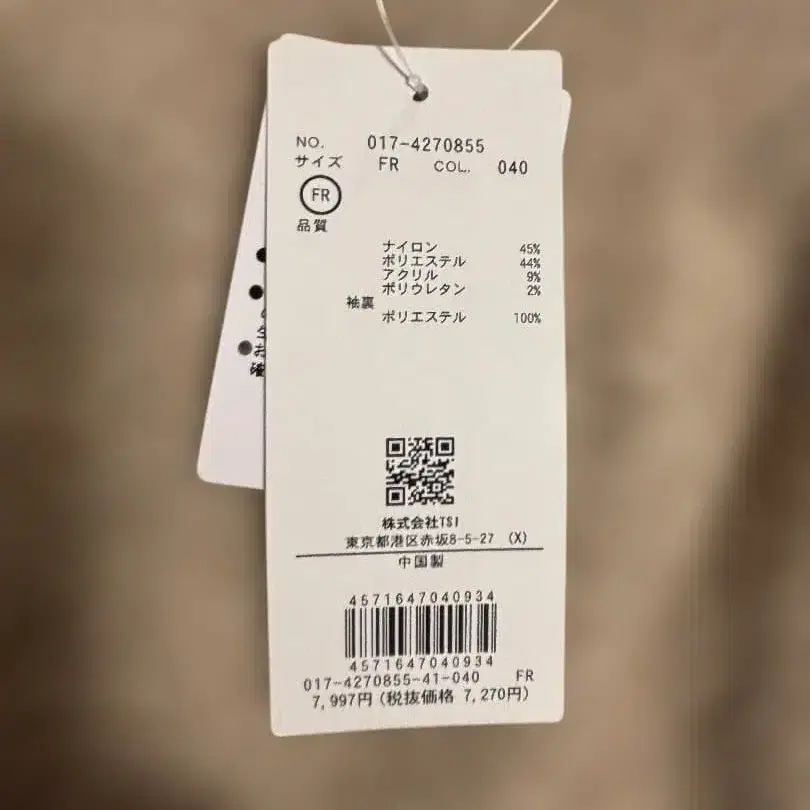 NO. 017-4270855
サイズ FR COL. 040
FR
品質
ナイロン 45%
ポリエステル 44%
アクリル 9%
ポリウレタン 2%
袖裏
ポリエステル 100%
株式会社TSI
東京都港区赤坂8-5-27 (X)
中国製
4571647040934
4571647040934
017-4270855-41-040 FR
7,997円(税抜価格 7,270円)
お
確